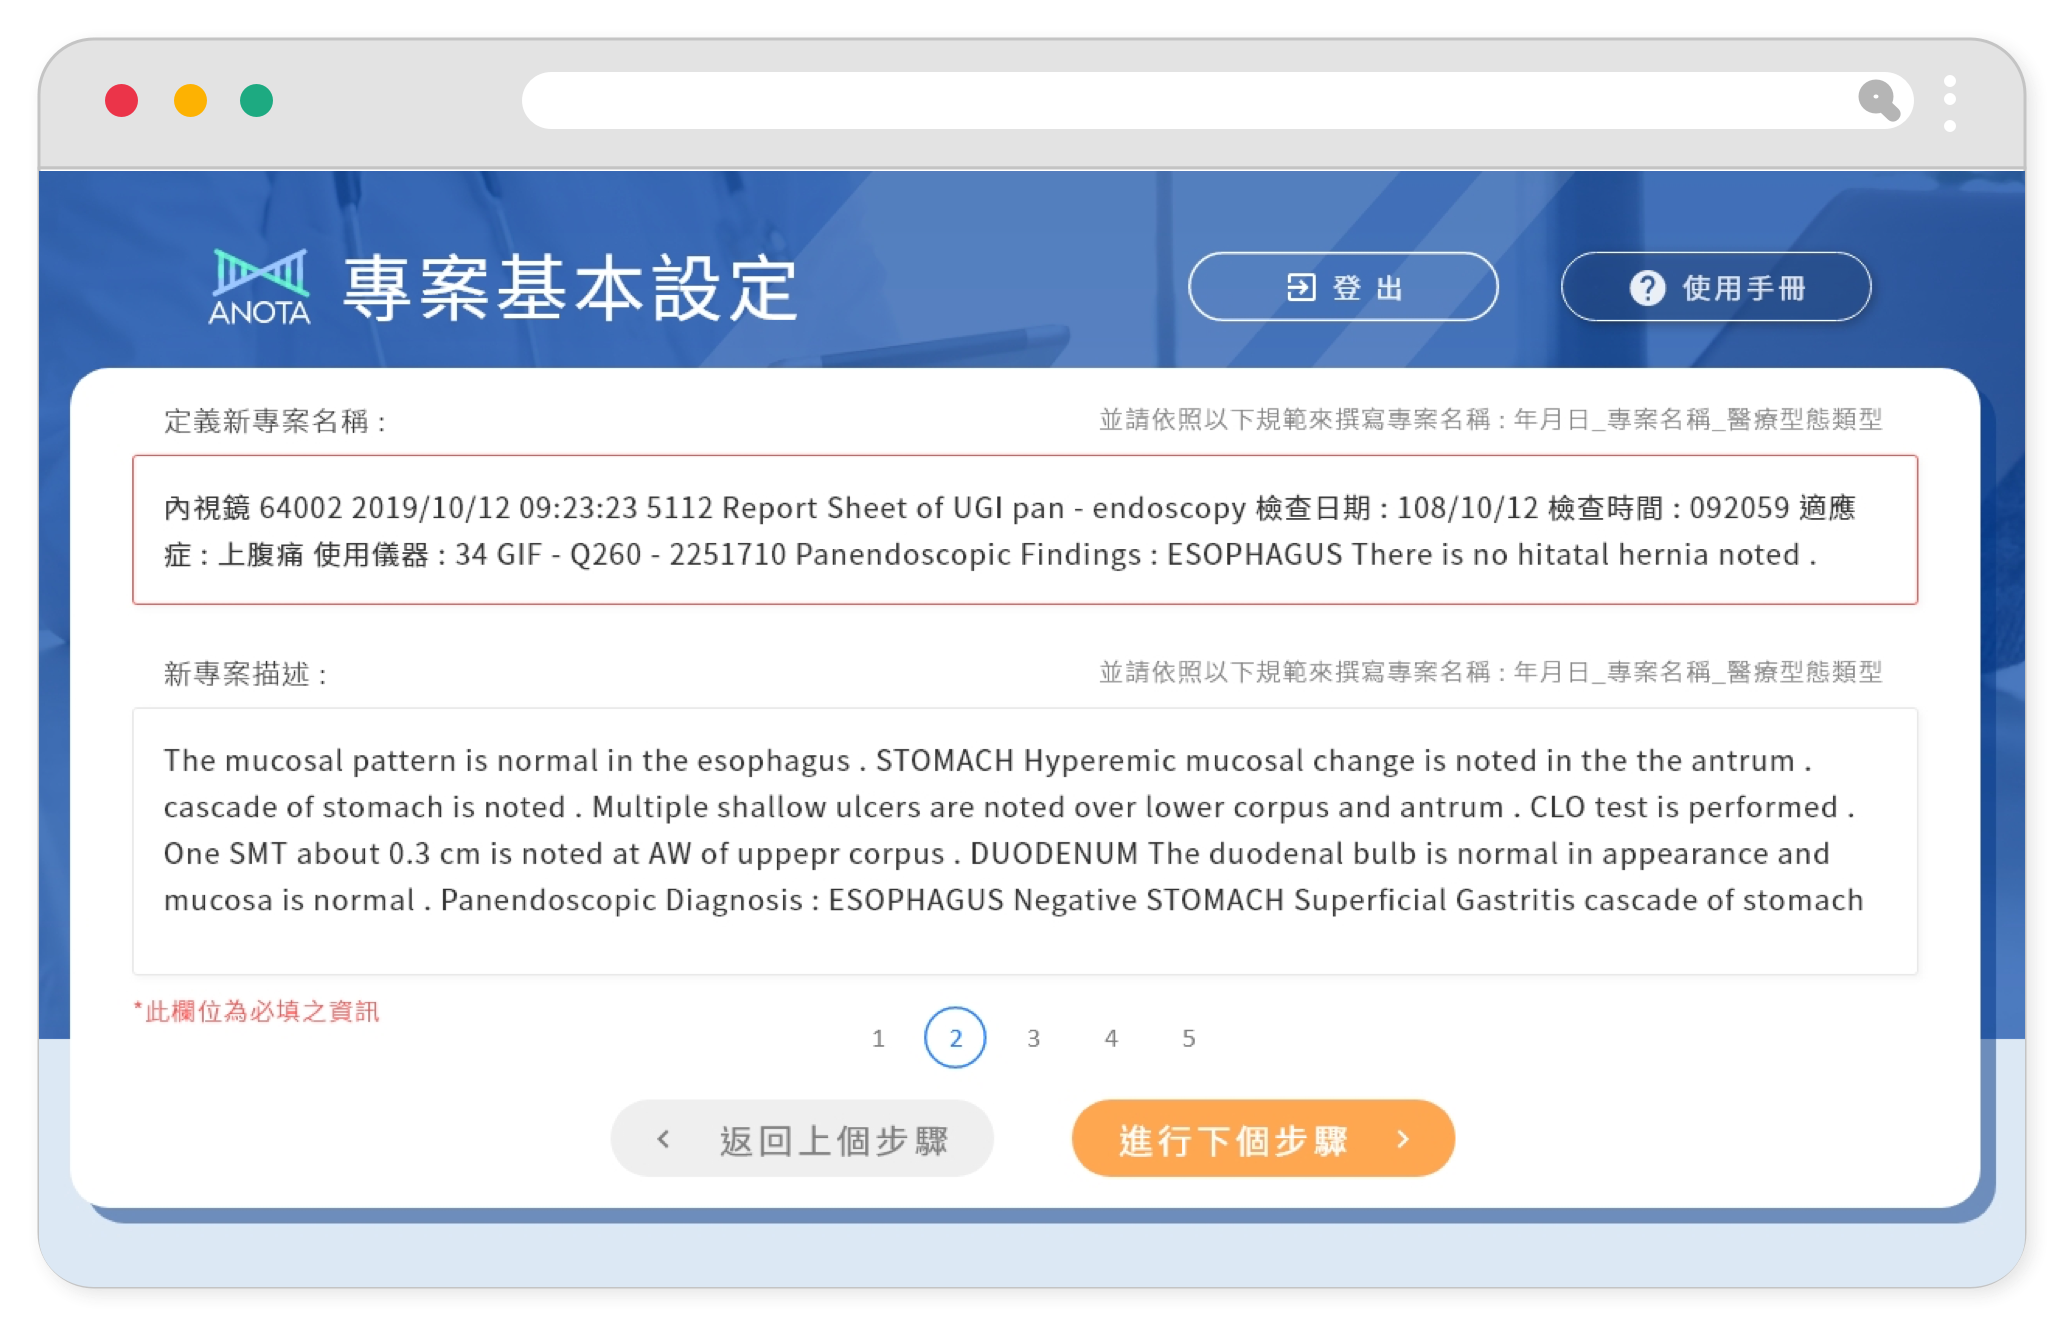 ANOTA
專案基本設定
登出
使用手冊
定義新專案名稱 :
並請依照以下規範來撰寫專案名稱 : 年月日_專案名稱_醫療型態類型
內視鏡 64002 2019/10/12 09:23:23 5112 Report Sheet of UGI pan - endoscopy 檢查日期 : 108/10/12 檢查時間 : 092059 適應
症 : 上腹痛 使用儀器 : 34 GIF - Q260 - 2251710 Panendoscopic Findings : ESOPHAGUS There is no hitatal hernia noted .
新專案描述 :
並請依照以下規範來撰寫專案名稱 : 年月日_專案名稱_醫療型態類型
The mucosal pattern is normal in the esophagus . STOMACH Hyperemic mucosal change is noted in the the antrum .
cascade of stomach is noted . Multiple shallow ulcers are noted over lower corpus and antrum . CLO test is performed .
One SMT about 0.3 cm is noted at AW of uppepr corpus . DUODENUM The duodenal bulb is normal in appearance and
mucosa is normal . Panendoscopic Diagnosis : ESOPHAGUS Negative STOMACH Superficial Gastritis cascade of stomach
*此欄位為必填之資訊
1 2 3 4 5
返回上個步驟
進行下個步驟